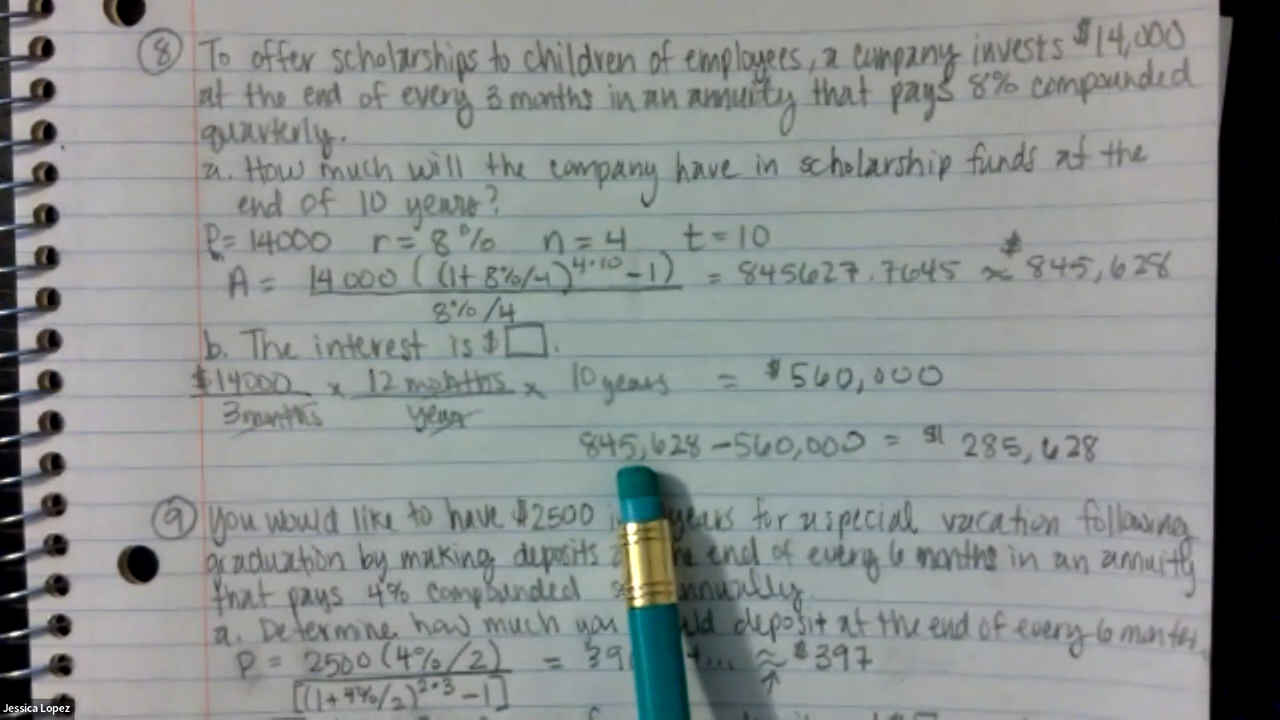 ⑧ To offer scholarships to children of employees, a company invests $14,000
at the end of every 3 months in an annuity that pays 8% compounded
quarterly.
a. How much will the company have in scholarship funds at the
end of 10 years?
P = 14000 r = 8% n = 4 t = 10
A = 14000 ((1 + 8%/4)^4·10 - 1) = 845627.7645 ≈ $845,628
8%/4
b. The interest is $□.
$14000 x 12 months x 10 years = $560,000
3 months year
845,628 - 560,000 = $ 285,628
⑨ You would like to have $2500 years for a special vacation following
graduation by making deposits end of every 6 months in an annuity
that pays 4% compounded
a. Determine how much you deposit at the end of every 6 months.
P = 2500 (4%/2) = ... ≈ $397
[(1 + 4%/2)^2·3 - 1]
Jessica Lopez